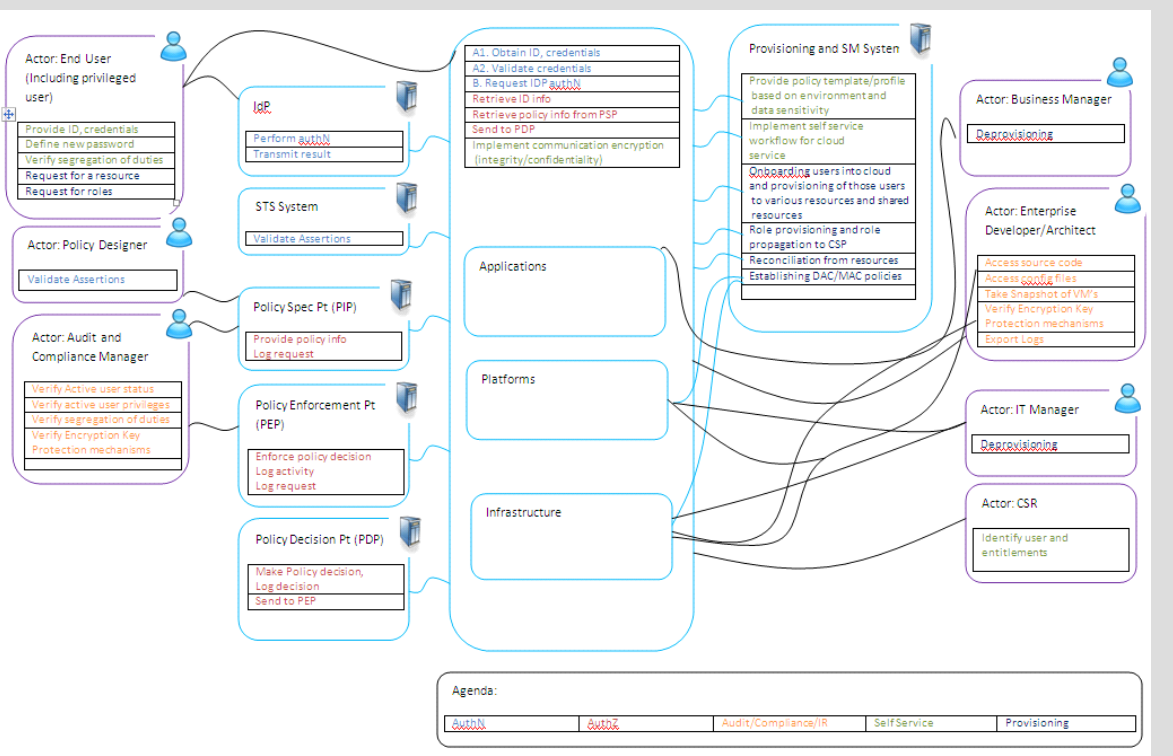 Actor: End User
(Including privileged
user)
Provide ID, credentials
Define new password
Verify segregation of duties
Request for a resource
Request for roles
Actor: Policy Designer
Validate Assertions
Actor: Audit and
Compliance Manager
Verify Active user status
Verify active user privileges
Verify segregation of duties
Verify Encryption Key
Protection mechanisms
IdP
Perform authN
Transmit result
STS System
Validate Assertions
Policy Spec Pt (PIP)
Provide policy info
Log request
Policy Enforcement Pt
(PEP)
Enforce policy decision
Log activity
Log request
Policy Decision Pt (PDP)
Make Policy decision,
Log decision
Send to PEP
A1. Obtain ID, credentials
A2. Validate credentials
B. Request IDP authN
Retrieve ID info
Retrieve policy info from PSP
Send to PDP
Implement communication encryption
(integrity/confidentiality)
Applications
Platforms
Infrastructure
Provisioning and SM System
Provide policy template/profile
based on environment and
data sensitivity
Implement self service
workflow for cloud
service
Onboarding users into cloud
and provisioning of those users
to various resources and shared
resources
Role provisioning and role
propagation to CSP
Reconciliation from resources
Establishing DAC/MAC policies
Actor: Business Manager
Deprovisioning
Actor: Enterprise
Developer/Architect
Access source code
Access config files
Take Snapshot of VM's
Verify Encryption Key
Protection mechanisms
Export Logs
Actor: IT Manager
Deprovisioning
Actor: CSR
Identify user and
entitlements
Agenda:
AuthN
AuthZ
Audit/Compliance/IR
Self Service
Provisioning